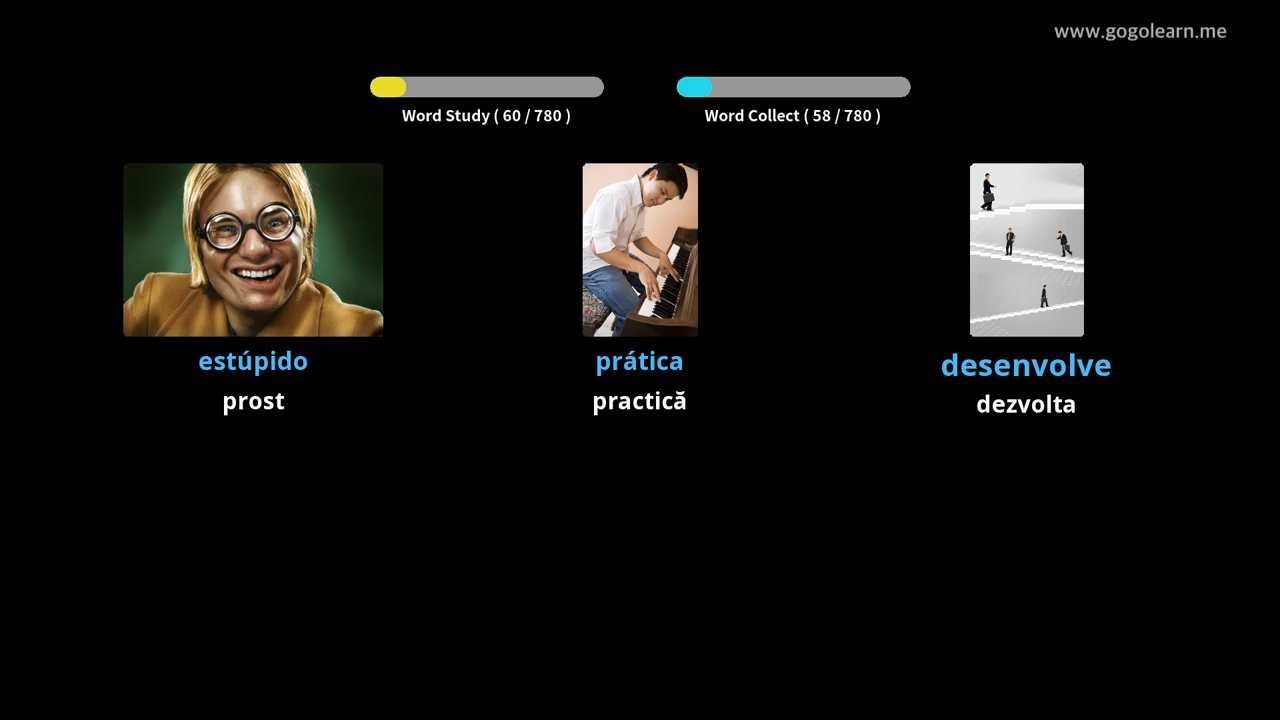 www.gogolearn.me
Word Study ( 60 / 780 )
Word Collect ( 58 / 780 )
estúpido
prost
prática
practică
desenvolve
dezvolta